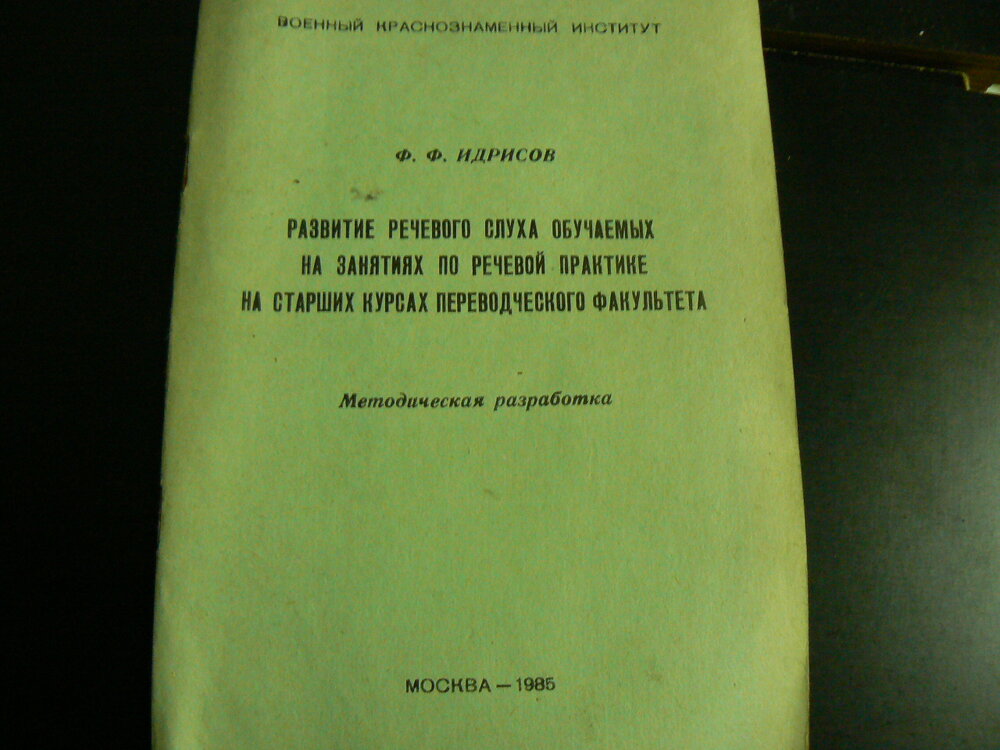 ВОЕННЫЙ КРАСНОЗНАМЕННЫЙ ИНСТИТУТ
Ф. Ф. ИДРИСОВ
РАЗВИТИЕ РЕЧЕВОГО СЛУХА ОБУЧАЕМЫХ
НА ЗАНЯТИЯХ ПО РЕЧЕВОЙ ПРАКТИКЕ
НА СТАРШИХ КУРСАХ ПЕРЕВОДЧЕСКОГО ФАКУЛЬТЕТА
Методическая разработка
МОСКВА — 1985